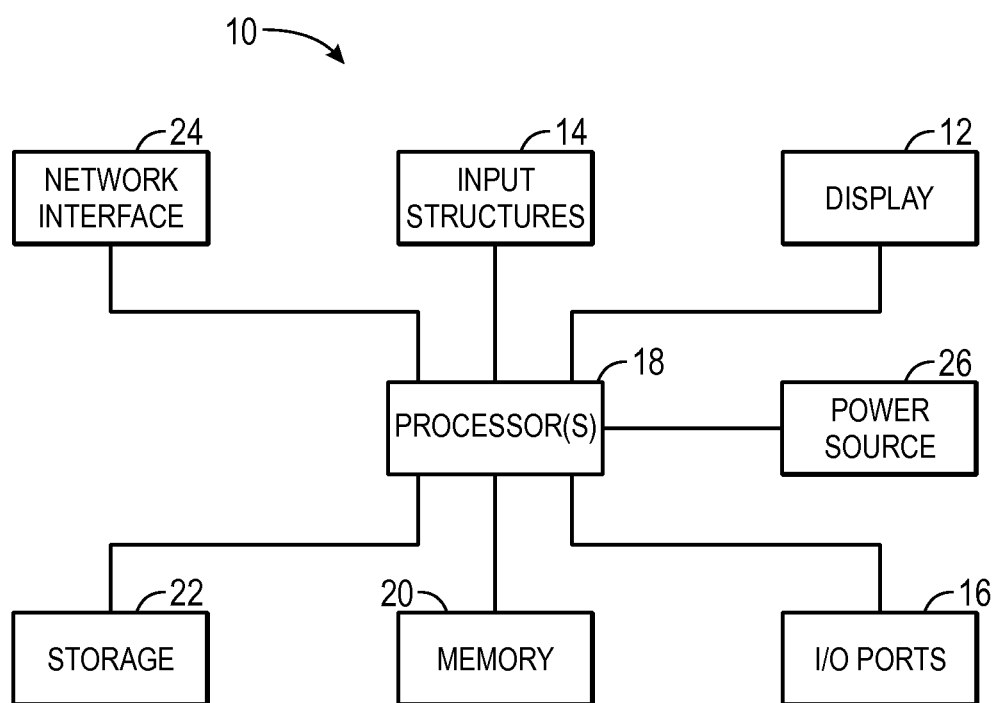 10
24
NETWORK
INTERFACE
14
INPUT
STRUCTURES
12
DISPLAY
18
PROCESSOR(S)
26
POWER
SOURCE
22
STORAGE
20
MEMORY
16
I/O PORTS